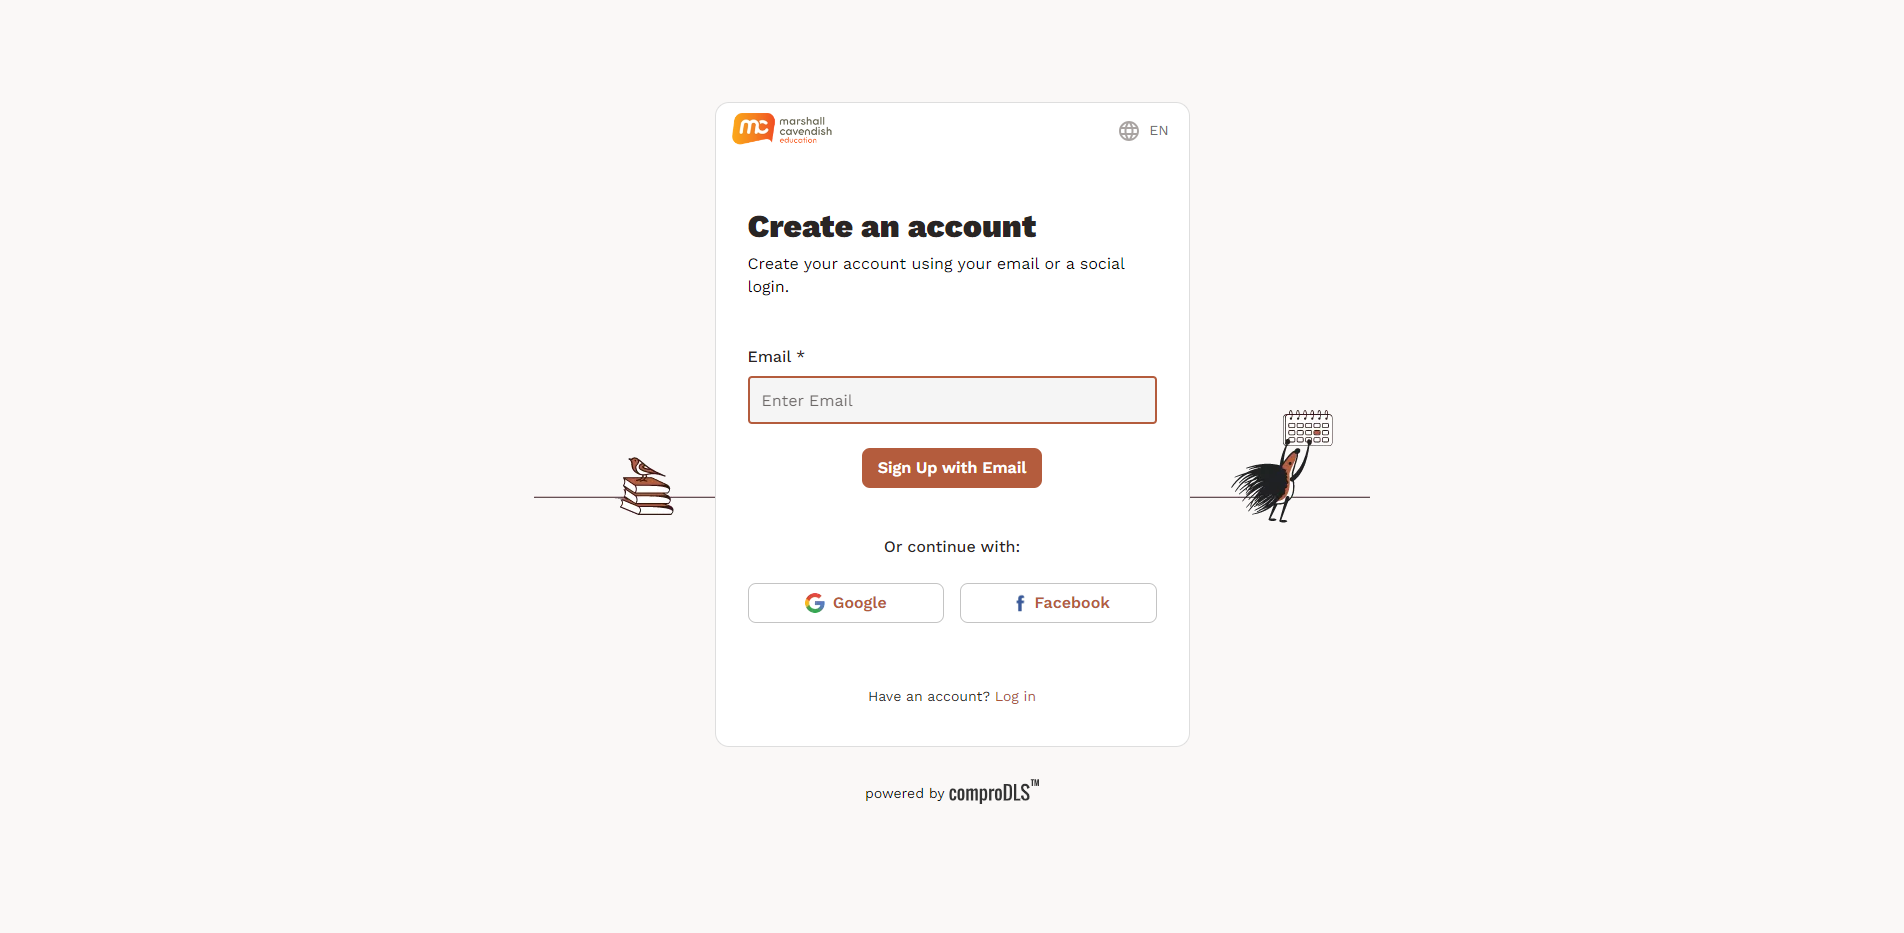 mc marshall
cavendish
education
EN
Create an account
Create your account using your email or a social
login.
Email *
Enter Email
Sign Up with Email
Or continue with:
Google
Facebook
Have an account? Log in
powered by comproDLS™